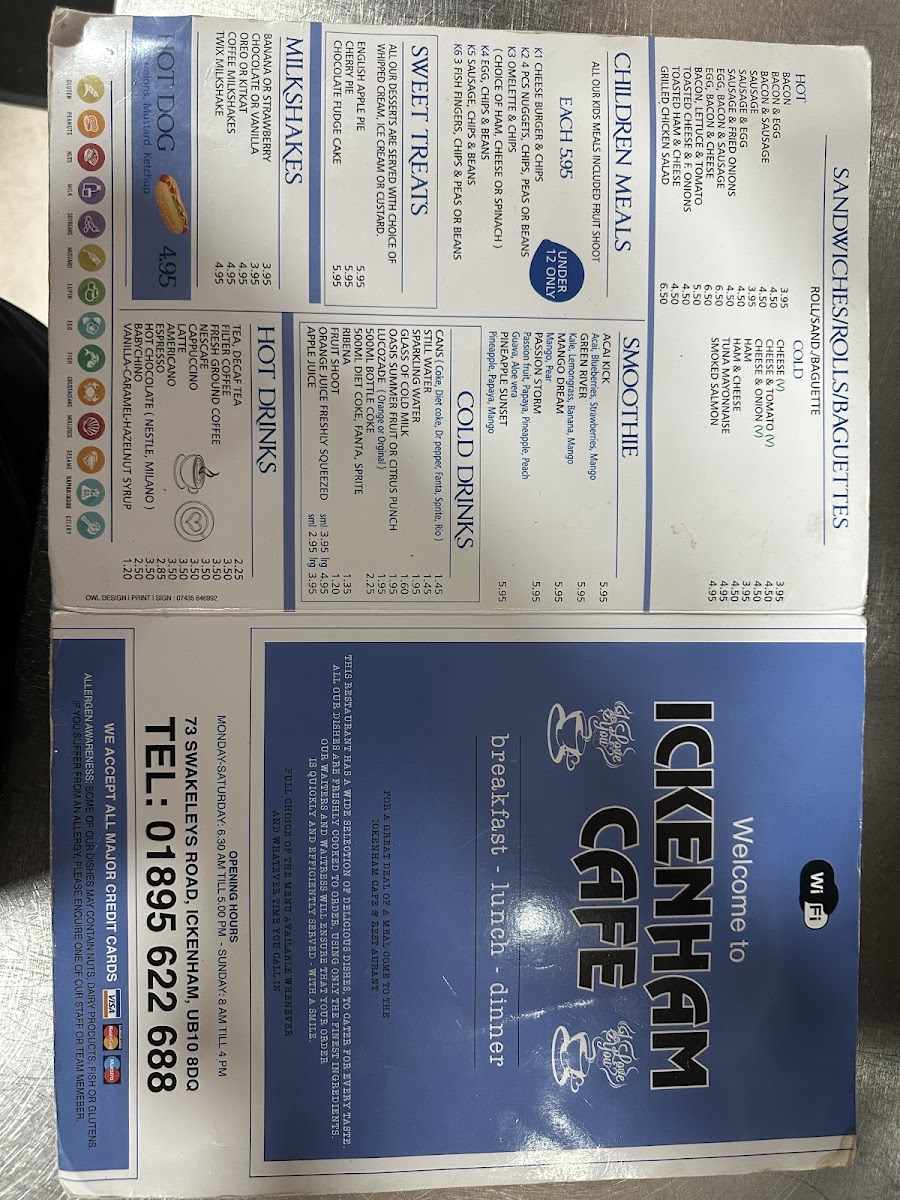 SANDWICHES/ROLLS/BAGUETTES
ROLL/SAND./BAGUETTE
HOT
BACON 3.95
BACON & EGG 4.50
BACON & SAUSAGE 4.50
SAUSAGE 3.95
SAUSAGE & EGG 4.50
SAUSAGE & FRIED ONIONS 4.50
EGG, BACON & SAUSAGE 6.50
EGG, BACON & CHEESE 6.50
BACON, LETTUCE & TOMATO 5.50
TOASTED CHEESE & F. ONIONS 4.50
TOASTED HAM & CHEESE 4.50
GRILLED CHICKEN SALAD 6.50
COLD
CHEESE (V) 3.95
CHEESE & TOMATO (V) 4.50
CHEESE & ONION (V) 4.50
HAM 3.95
HAM & CHEESE 4.50
TUNA MAYONNAISE 4.95
SMOKED SALMON 4.95
CHILDREN MEALS
ALL OUR KIDS MEALS INCLUDED FRUIT SHOOT
EACH 5.95
UNDER
12 ONLY
K1 CHEESE BURGER & CHIPS
K2 4 PCS NUGGETS, CHIPS, PEAS OR BEANS
K3 OMELETTE & CHIPS
( CHOICE OF HAM, CHEESE OR SPINACH )
K4 EGG, CHIPS & BEANS
K5 SAUSAGE, CHIPS & BEANS
K6 3 FISH FINGERS, CHIPS & PEAS OR BEANS
SWEET TREATS
ALL OUR DESSERTS ARE SERVED WITH CHOICE OF
WHIPPED CREAM, ICE CREAM OR CUSTARD
ENGLISH APPLE PIE 5.95
CHERRY PIE 5.95
CHOCOLATE FUDGE CAKE 5.95
MILKSHAKES
BANANA OR STRAWBERRY 3.95
CHOCOLATE OR VANILLA 3.95
OREO OR KITKAT 4.95
COFFEE MILKSHAKES 4.95
TWIX MILKSHAKE 4.95
HOT DOG
Onions, Mustard, Ketchup
4.95
SMOOTHIE
ACAI KICK 5.95
Acai, Blueberries, Strawberries, Mango
GREEN RIVER 5.95
Kale, Lemongrass, Banana, Mango
MANGO DREAM 5.95
Mango, Pear
PASSION STORM 5.95
Passion fruit, Papaya, Pineapple, Peach
Guava, Aloe vera
PINEAPPLE SUNSET 5.95
Pineapple, Papaya, Mango
COLD DRINKS
CANS ( Coke, Diet coke, Dr pepper, Fanta, Sprite, Rio ) 1.45
STILL WATER 1.45
SPARKLING WATER 1.95
GLASS OF COLD MILK 1.60
OASIS SUMMER FRUIT OR CITRUS PUNCH 1.95
LUCOZADE ( Orange or Orginal ) 1.95
500ML BOTTLE COKE 2.25
500ML DIET COKE, FANTA, SPRITE
RIBENA 1.35
FRUIT SHOOT 1.20
ORANGE JUICE FRESHLY SQUEEZED sml 3.95 lrg 4.95
APPLE JUICE sml 2.95 lrg 3.95
HOT DRINKS
TEA, DECAF TEA 2.25
FILTER COFFEE 3.50
FRESH GROUND COFFEE 3.50
NESCAFE 3.50
CAPPUCCINO 3.50
LATTE 3.50
AMERICANO 3.50
ESPRESSO 2.85
HOT CHOCOLATE ( NESTLE, MILANO ) 3.50
BABYCHINO 2.50
VANILLA-CARAMEL-HAZELNUT SYRUP 1.20
OWL DESIGN I PRINT I SIGN : 07435 846992
GLUTEN PEANUTS NUTS MILK SOYBEANS MUSTARD LUPIN EGG FISH CRUSTACEANS MOLLUSCS SESAME SULPHUR DIOXIDE CELERY
WiFi
Welcome to
ICKENHAM
CAFE
I Love You
I Love You
breakfast - lunch - dinner
FOR A GREAT DEAL OF A MEAL COME TO THE
ICKENHAM CAFE & RESTAURANT
THIS RESTAURANT HAS A WIDE SELECTION OF DELICIOUS DISHES, TO CATER FOR EVERY TASTE.
ALL OUR DISHES ARE FRESHLY COOKED TO ORDER, USING ONLY THE FINEST INGREDIENTS.
OUR WAITERS AND WAITRESS WILL ENSURE THAT YOUR ORDER
IS QUICKLY AND EFFICIENTLY SERVED - WITH A SMILE.
FULL CHOICE OF THE MENU AVAILABLE WHENEVER
AND WHATEVER TIME YOU CALL IN
OPENING HOURS
MONDAY-SATURDAY: 6.30 AM TILL 5.00 PM - SUNDAY: 8 AM TILL 4 PM
73 SWAKELEYS ROAD, ICKENHAM, UB10 8DQ
TEL: 01895 622 688
WE ACCEPT ALL MAJOR CREDIT CARDS VISA
ALLERGEN AWARENESS: SOME OF OUR DISHES MAY CONTAIN NUTS, DAIRY PRODUCTS, FISH OR GLUTENS,
IF YOU SUFFER FROM AN ALLERGY, PLEASE ENCUIRE ONE OF OUR STAFF OR TEAM MEMEBER.